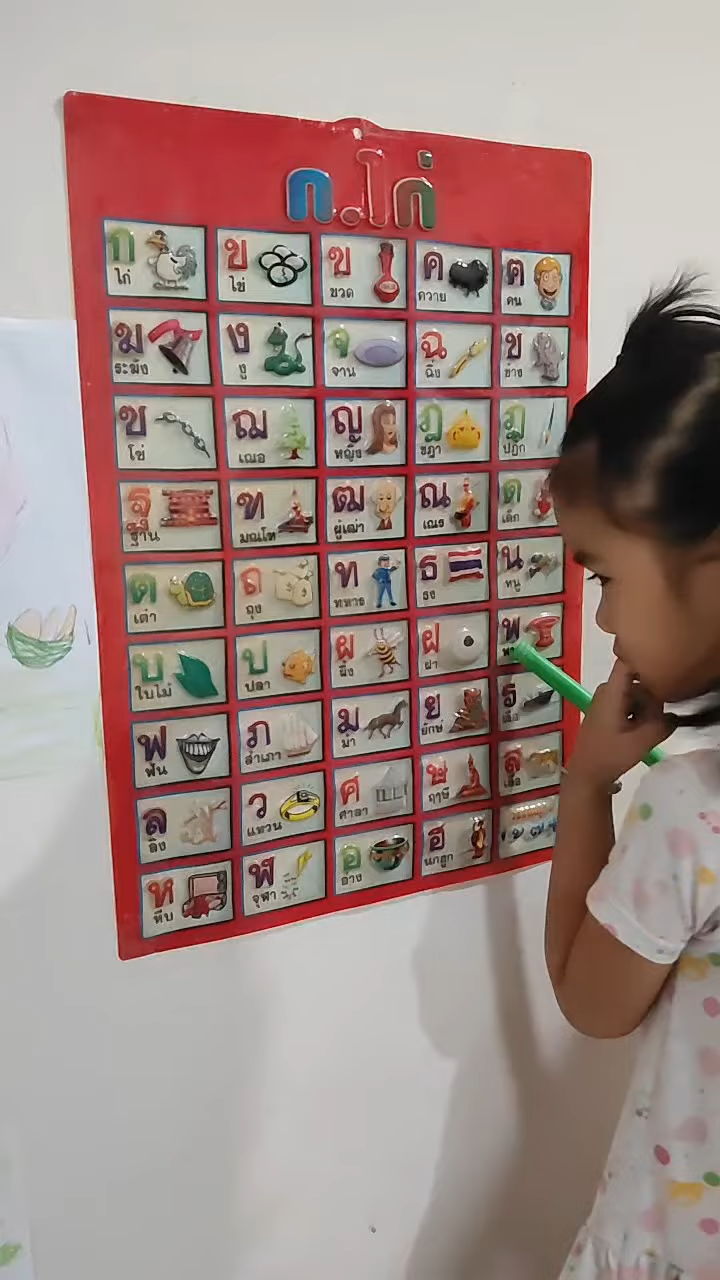 ก.ไก่
ก ไก่
ข ไข่
ฃ ขวด
ค ควาย
ฅ คน
ฆ ระฆัง
ง งู
จ จาน
ฉ ฉิ่ง
ช ช้าง
ซ โซ่
ฌ เฌอ
ญ หญิง
ฎ ชฎา
ฏ ปฏัก
ฐ ฐาน
ฑ มณโฑ
ฒ ผู้เฒ่า
ณ เณร
ด เด็ก
ต เต่า
ถ ถุง
ท ทหาร
ธ ธง
น หนู
บ ใบไม้
ป ปลา
ผ ผึ้ง
ฝ ฝา
พ
ฟ ฟัน
ภ สำเภา
ม ม้า
ย ยักษ์
ร เรือ
ล ลิง
ว แหวน
ศ ศาลา
ษ ฤๅษี
ส เสือ
ห หีบ
ฬ จุฬา
อ อ่าง
ฮ นกฮูก